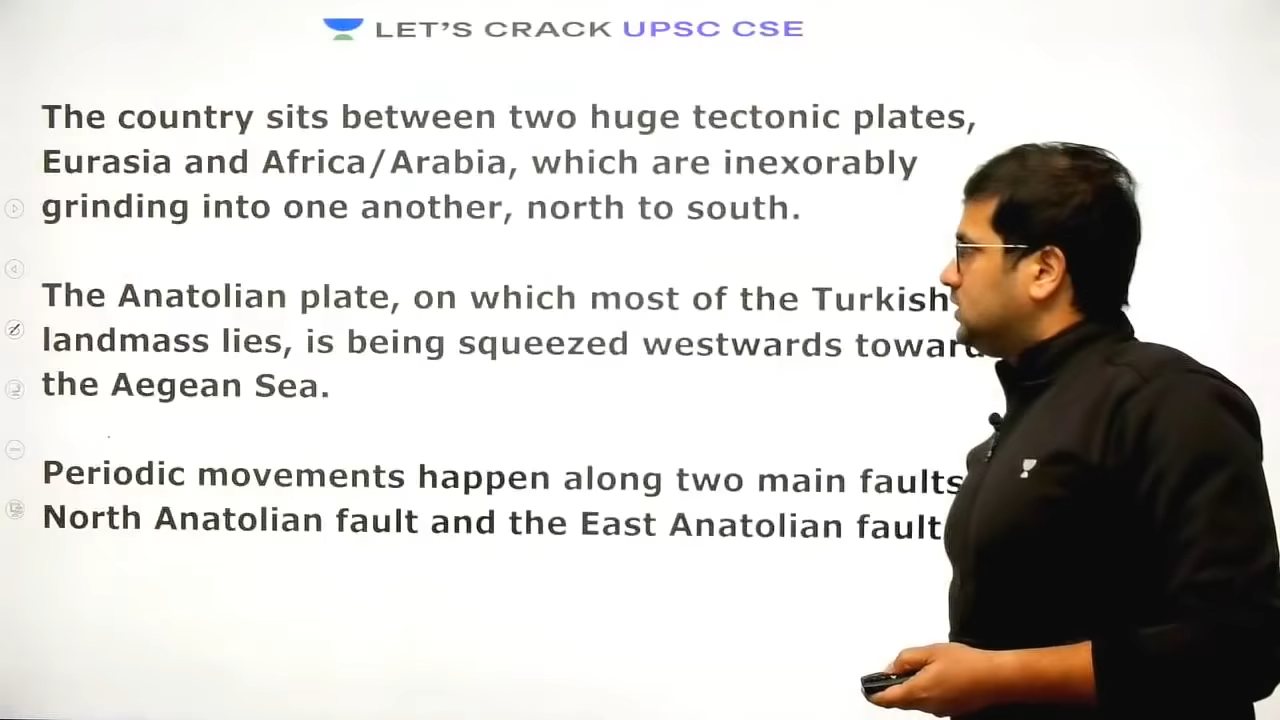 LET'S CRACK UPSC CSE
The country sits between two huge tectonic plates,
Eurasia and Africa/Arabia, which are inexorably
grinding into one another, north to south.
The Anatolian plate, on which most of the Turkish
landmass lies, is being squeezed westwards
the Aegean Sea.
Periodic movements happen along two main faults
North Anatolian fault and the East Anatolian fault